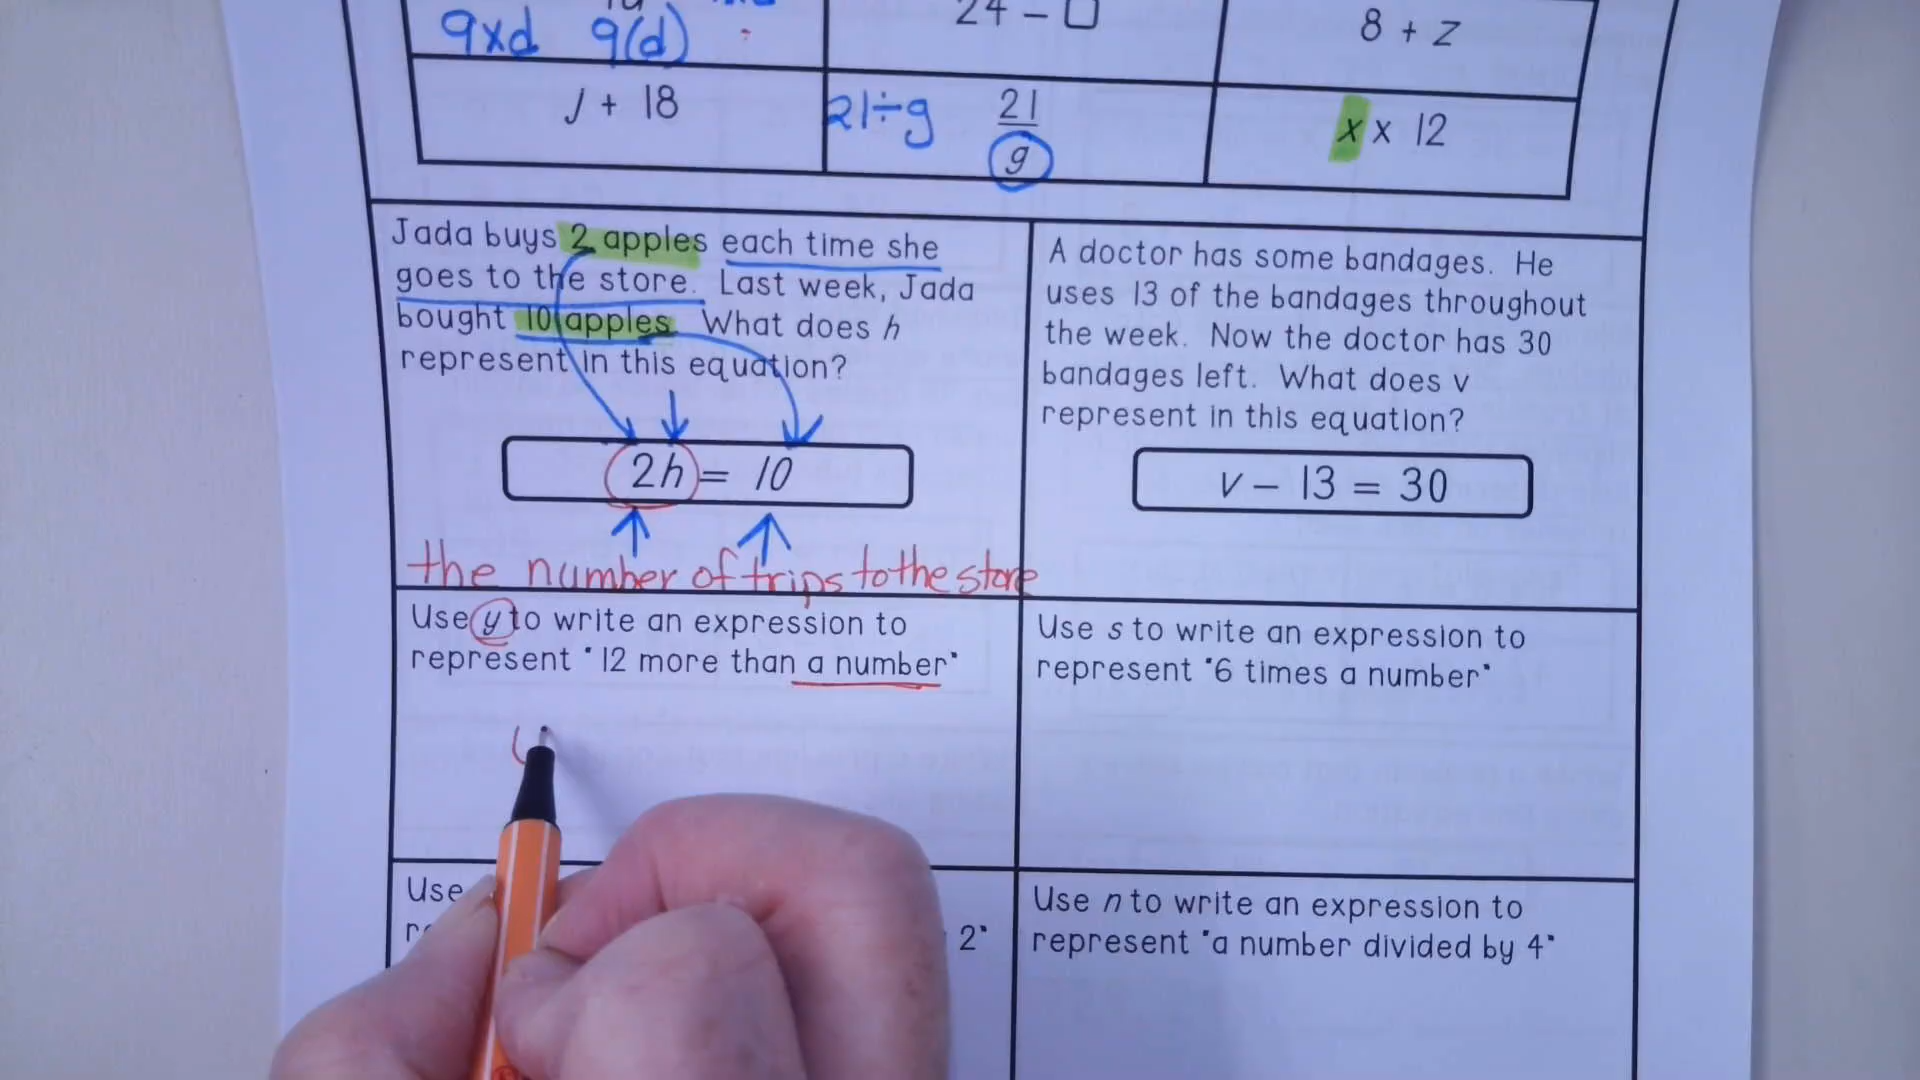 9xd 9(d)
24 – □
8 + z
j + 18
21÷g
21
g
x x 12
Jada buys 2 apples each time she
goes to the store. Last week, Jada
bought 10 apples. What does h
represent in this equation?
2h = 10
the number of trips to the store
A doctor has some bandages. He
uses 13 of the bandages throughout
the week. Now the doctor has 30
bandages left. What does v
represent in this equation?
v – 13 = 30
Use y to write an expression to
represent "12 more than a number"
Use s to write an expression to
represent "6 times a number"
Use
2"
Use n to write an expression to
represent "a number divided by 4"